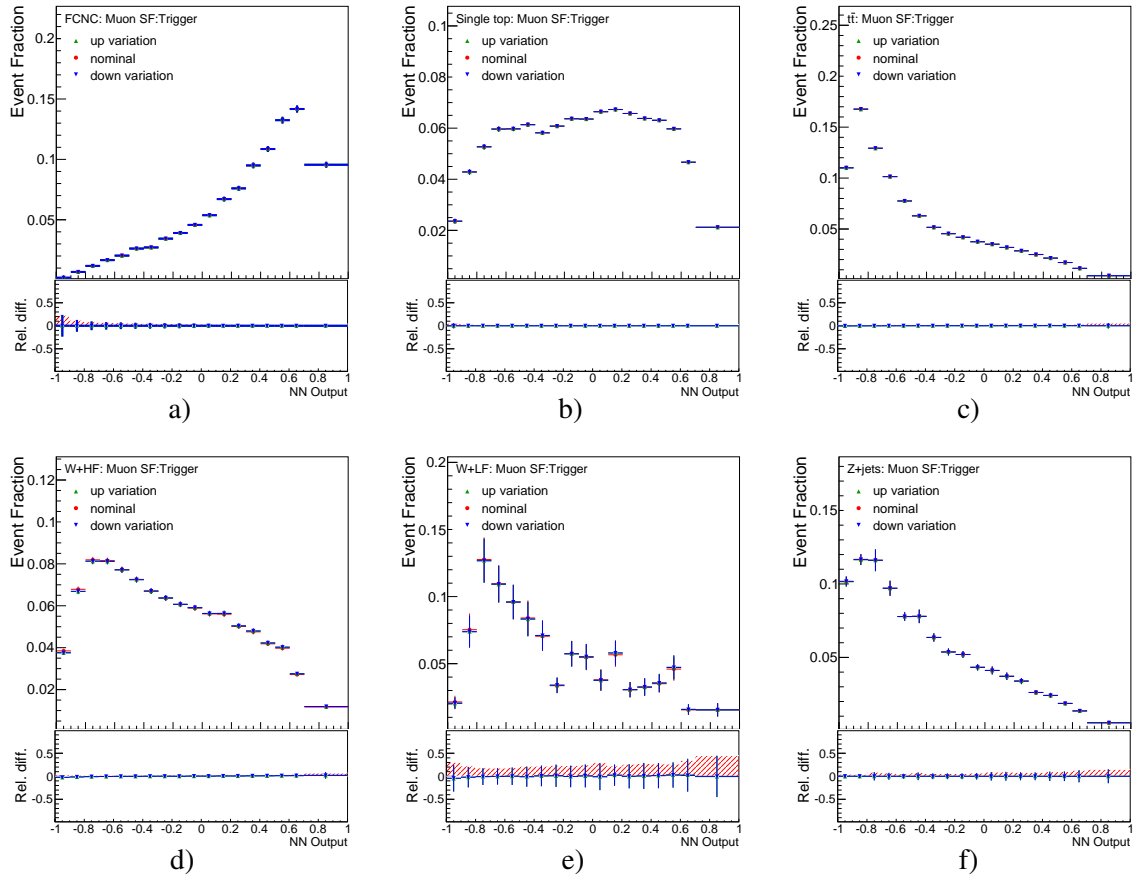 FCNC: Muon SF:Trigger
up variation
nominal
down variation
Event Fraction
0.2
0.15
0.1
0.05
Rel. diff.
0.5
0
-0.5
-1 -0.8 -0.6 -0.4 -0.2 0 0.2 0.4 0.6 0.8 1
NN Output
a)
Single top: Muon SF:Trigger
up variation
nominal
down variation
Event Fraction
0.1
0.08
0.06
0.04
0.02
Rel. diff.
0.5
0
-0.5
-1 -0.8 -0.6 -0.4 -0.2 0 0.2 0.4 0.6 0.8 1
NN Output
b)
tt̄: Muon SF:Trigger
up variation
nominal
down variation
Event Fraction
0.25
0.2
0.15
0.1
0.05
Rel. diff.
0.5
0
-0.5
-1 -0.8 -0.6 -0.4 -0.2 0 0.2 0.4 0.6 0.8 1
NN Output
c)
W+HF: Muon SF:Trigger
up variation
nominal
down variation
Event Fraction
0.12
0.1
0.08
0.06
0.04
0.02
Rel. diff.
0.5
0
-0.5
-1 -0.8 -0.6 -0.4 -0.2 0 0.2 0.4 0.6 0.8 1
NN Output
d)
W+LF: Muon SF:Trigger
up variation
nominal
down variation
Event Fraction
0.2
0.15
0.1
0.05
Rel. diff.
0.5
0
-0.5
-1 -0.8 -0.6 -0.4 -0.2 0 0.2 0.4 0.6 0.8 1
NN Output
e)
Z+jets: Muon SF:Trigger
up variation
nominal
down variation
Event Fraction
0.15
0.1
0.05
Rel. diff.
0.5
0
-0.5
-1 -0.8 -0.6 -0.4 -0.2 0 0.2 0.4 0.6 0.8 1
NN Output
f)